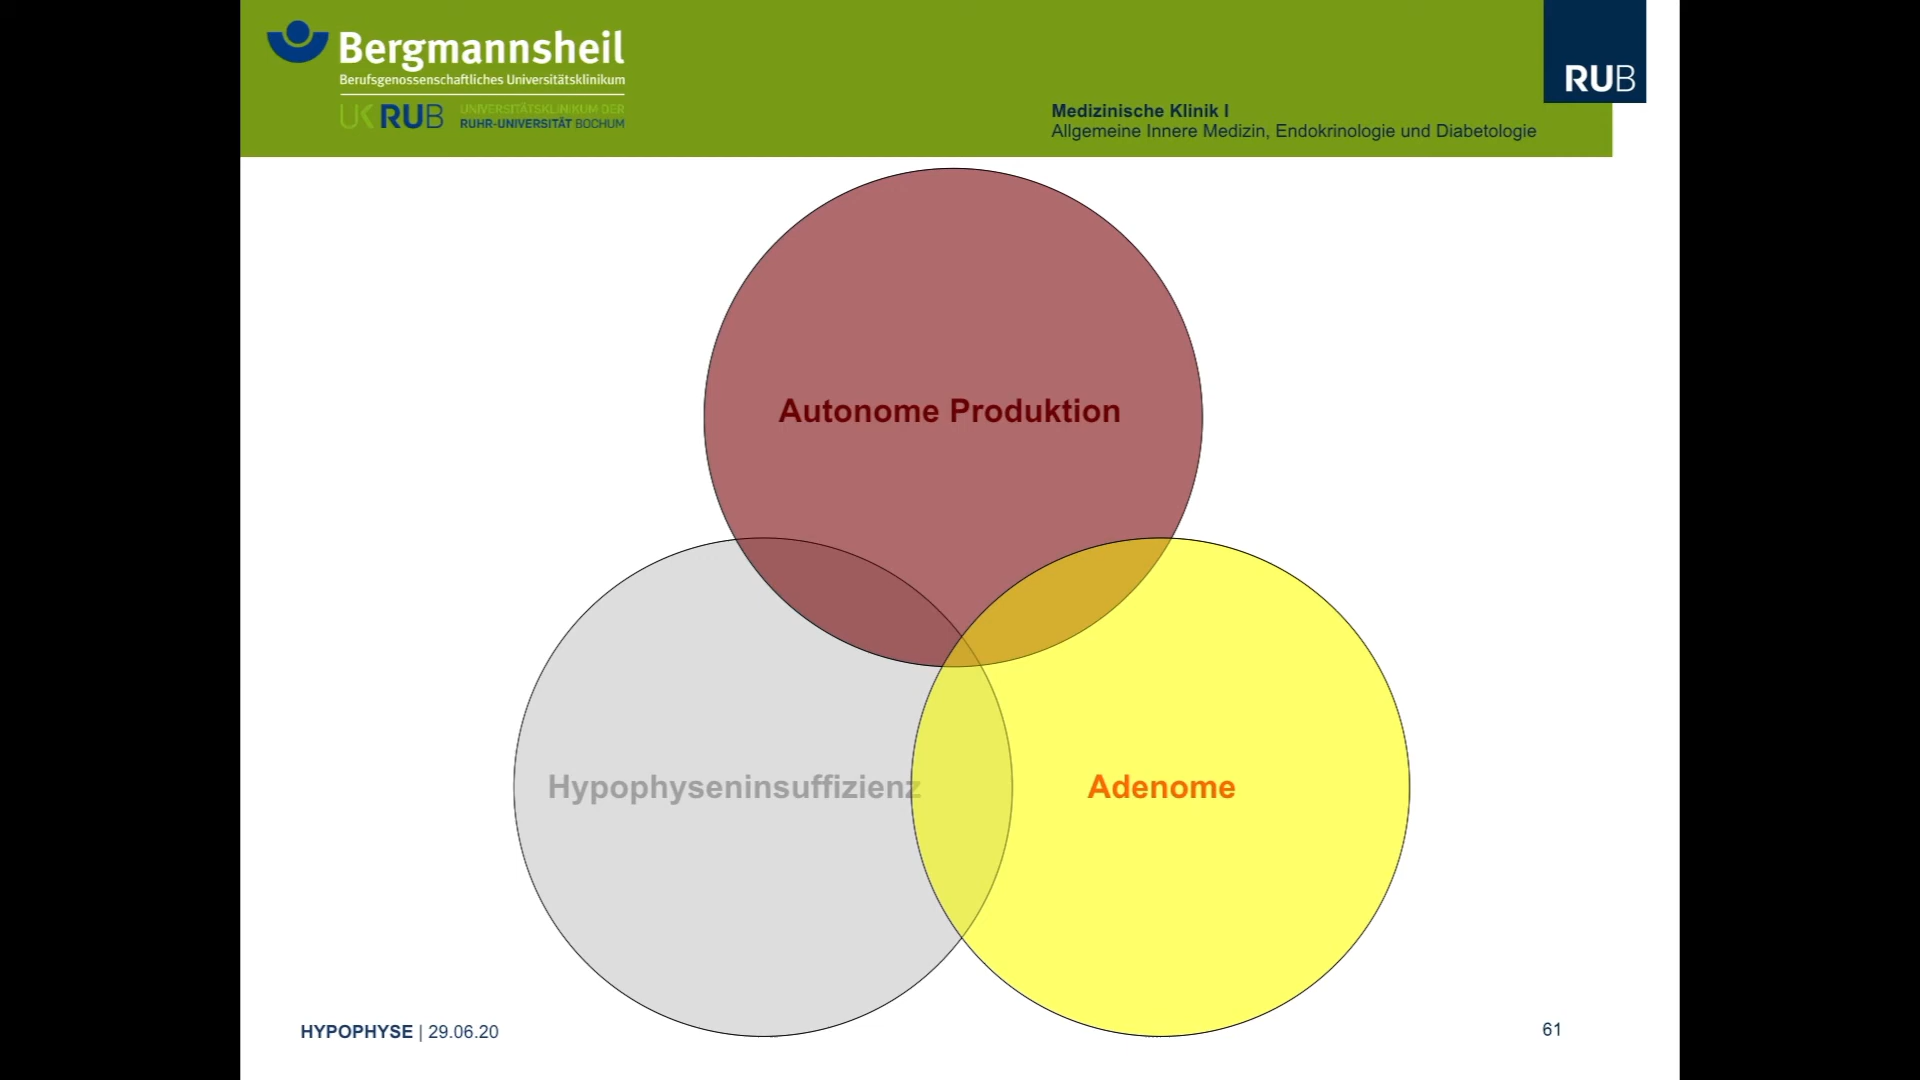 Bergmannsheil
Berufsgenossenschaftliches Universitätsklinikum
UK RUB UNIVERSITÄTSKLINIKUM DER
RUHR-UNIVERSITÄT BOCHUM
RUB
Medizinische Klinik I
Allgemeine Innere Medizin, Endokrinologie und Diabetologie
Autonome Produktion
Hypophyseninsuffizienz
Adenome
HYPOPHYSE | 29.06.20
61